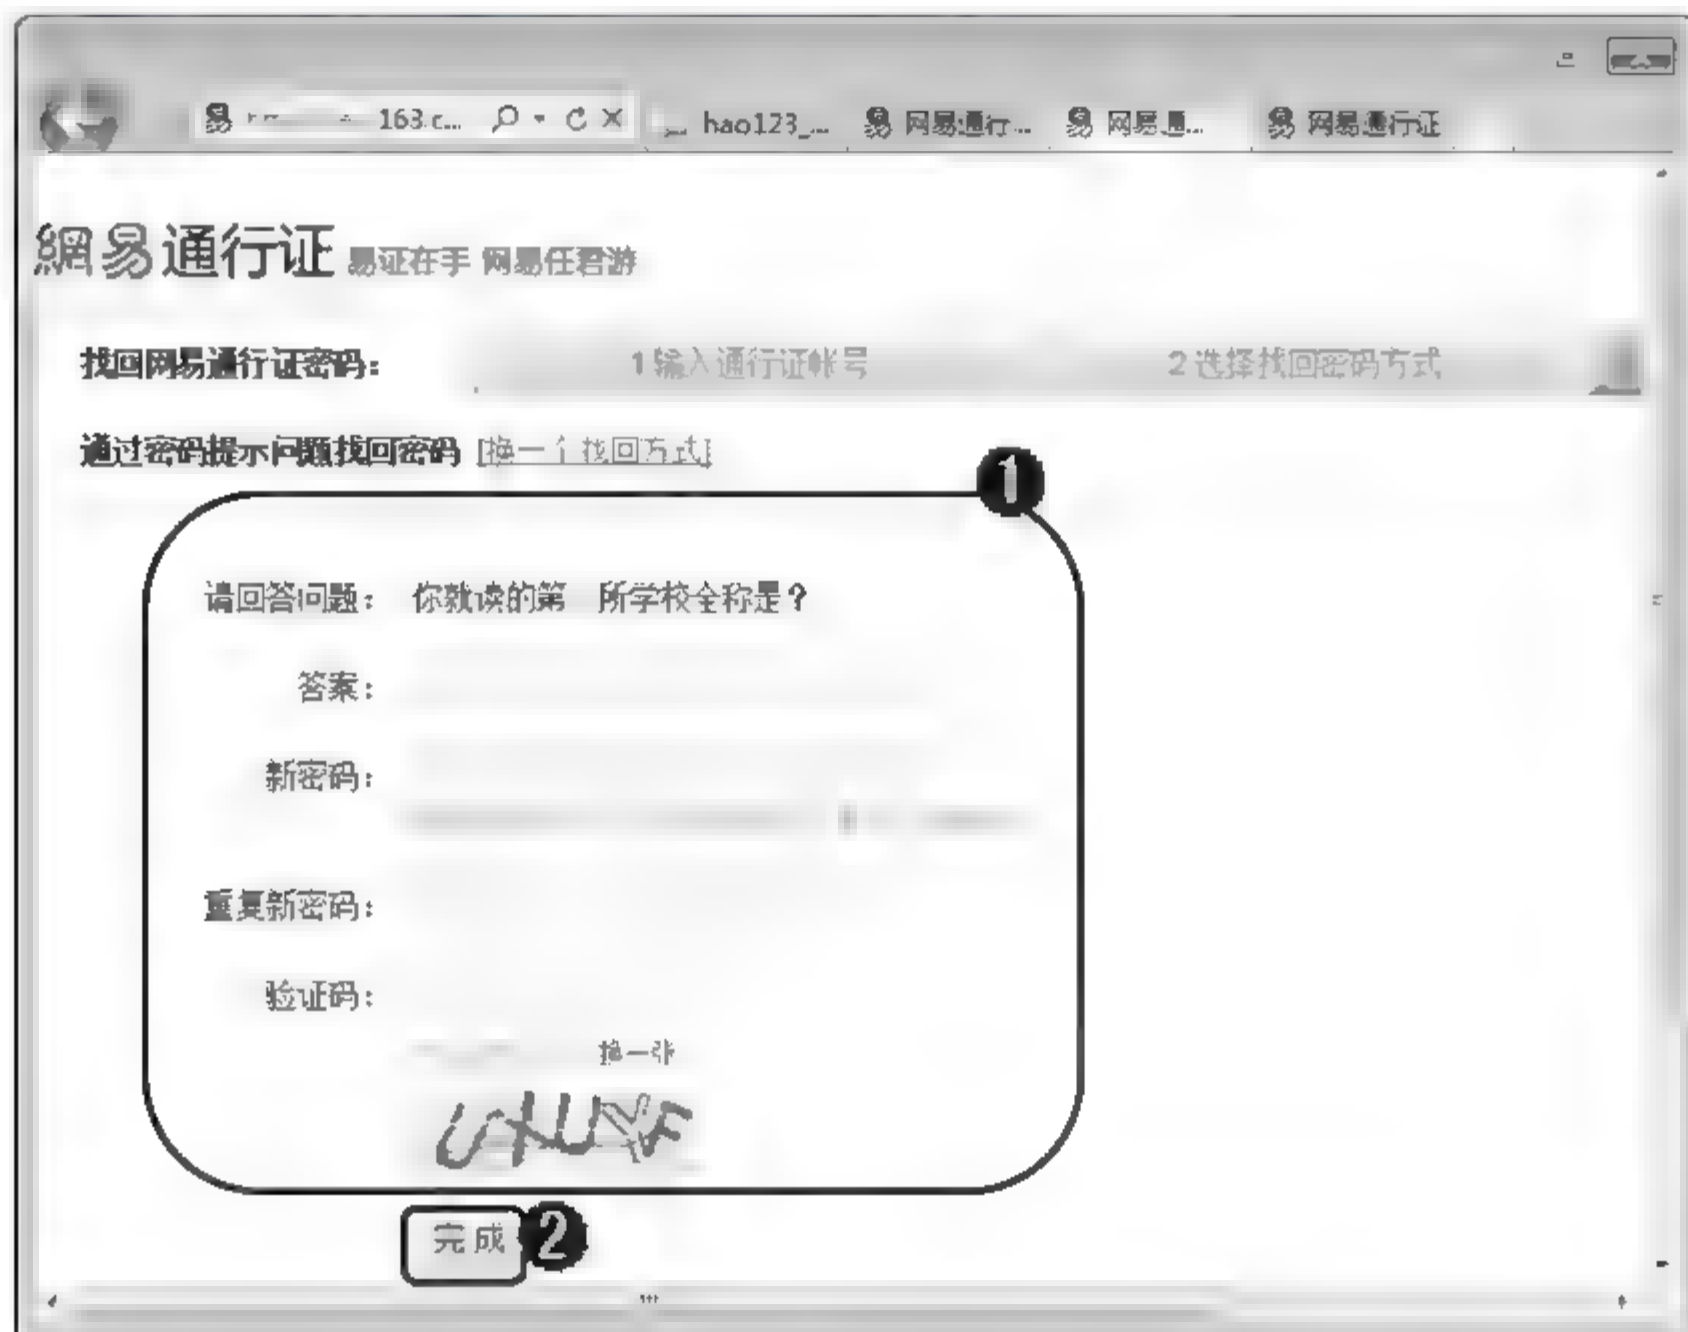 163.c... hao123_... 网易通行... 网易通... 网易通行证
網易通行证 易证在手 网易任君游
找回网易通行证密码: 1 输入通行证帐号 2 选择找回密码方式
通过密码提示问题找回密码 [换一个找回方式]
1
请回答问题: 你就读的第 所学校全称是?
答案:
新密码:
重复新密码:
验证码:
换一张
完成 2